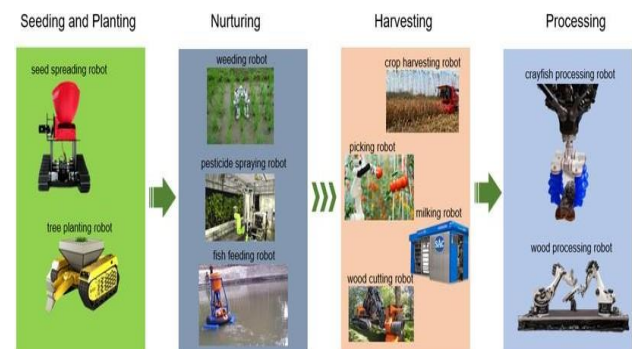 Seeding and Planting
Nurturing
Harvesting
Processing
seed spreading robot
tree planting robot
weeding robot
pesticide spraying robot
fish feeding robot
crop harvesting robot
picking robot
milking robot
SAC
wood cutting robot
crayfish processing robot
wood processing robot